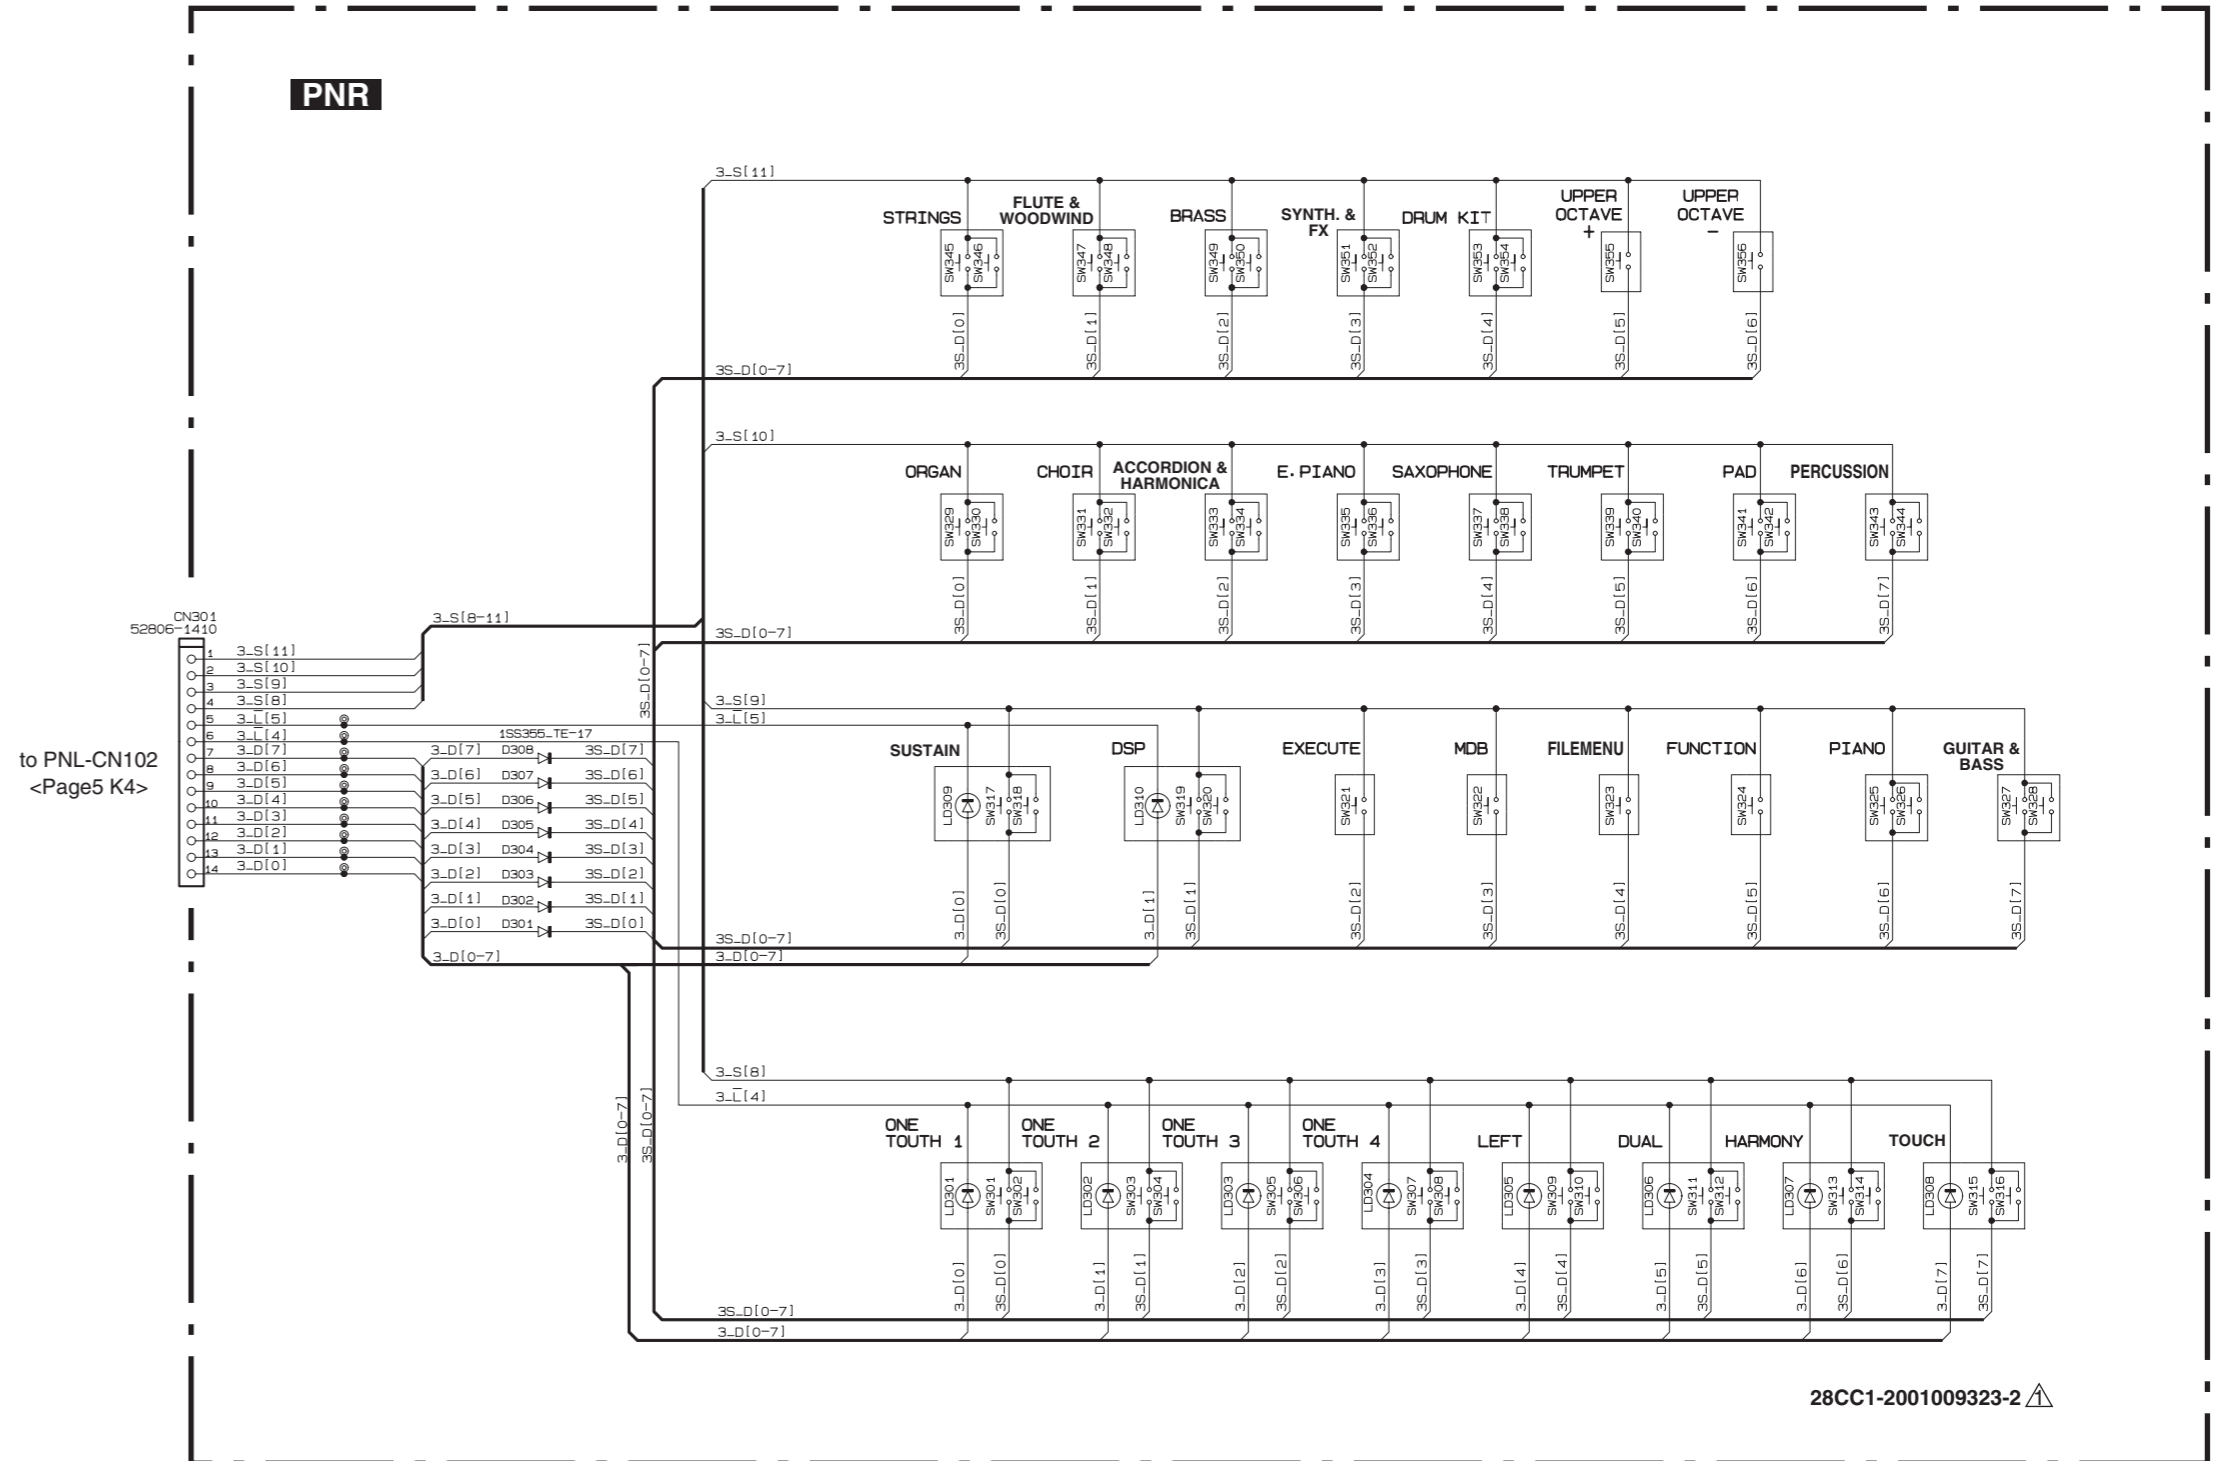 PNR
3_S[11]
STRINGS
FLUTE &
WOODWIND
BRASS
SYNTH. &
FX
DRUM KIT
UPPER
OCTAVE
+
UPPER
OCTAVE
−
SW345
SW346
SW347
SW348
SW349
SW350
SW351
SW352
SW353
SW354
SW355
SW356
3S_D[0]
3S_D[1]
3S_D[2]
3S_D[3]
3S_D[4]
3S_D[5]
3S_D[6]
3S_D[0-7]
3_S[10]
ORGAN
CHOIR
ACCORDION &
HARMONICA
E.PIANO
SAXOPHONE
TRUMPET
PAD
PERCUSSION
SW329
SW330
SW331
SW332
SW333
SW334
SW335
SW336
SW337
SW338
SW339
SW340
SW341
SW342
SW343
SW344
3S_D[0]
3S_D[1]
3S_D[2]
3S_D[3]
3S_D[4]
3S_D[5]
3S_D[6]
3S_D[7]
3S_D[0-7]
CN301
52806-1410
3_S[8-11]
3S_D[0-7]
1 3_S[11]
2 3_S[10]
3 3_S[9]
4 3_S[8]
5 3_L̅[5]
6 3_L̅[4]
7 3_D[7]
8 3_D[6]
9 3_D[5]
10 3_D[4]
11 3_D[3]
12 3_D[2]
13 3_D[1]
14 3_D[0]
to PNL-CN102
<Page5 K4>
1SS355_TE-17
3_D[7] D308 3S_D[7]
3_D[6] D307 3S_D[6]
3_D[5] D306 3S_D[5]
3_D[4] D305 3S_D[4]
3_D[3] D304 3S_D[3]
3_D[2] D303 3S_D[2]
3_D[1] D302 3S_D[1]
3_D[0] D301 3S_D[0]
3_D[0-7]
3_S[9]
3_L̅[5]
SUSTAIN
DSP
EXECUTE
MDB
FILEMENU
FUNCTION
PIANO
GUITAR &
BASS
LD309
SW317
SW318
LD310
SW319
SW320
SW321
SW322
SW323
SW324
SW325
SW326
SW327
SW328
3_D[0]
3S_D[0]
3_D[1]
3S_D[1]
3S_D[2]
3S_D[3]
3S_D[4]
3S_D[5]
3S_D[6]
3S_D[7]
3S_D[0-7]
3_D[0-7]
3_D[0-7]
3S_D[0-7]
3_S[8]
3_L̅[4]
ONE
TOUTH 1
ONE
TOUTH 2
ONE
TOUTH 3
ONE
TOUTH 4
LEFT
DUAL
HARMONY
TOUCH
LD301
SW301
SW302
LD302
SW303
SW304
LD303
SW305
SW306
LD304
SW307
SW308
LD305
SW309
SW310
LD306
SW311
SW312
LD307
SW313
SW314
LD308
SW315
SW316
3_D[0]
3S_D[0]
3_D[1]
3S_D[1]
3_D[2]
3S_D[2]
3_D[3]
3S_D[3]
3_D[4]
3S_D[4]
3_D[5]
3S_D[5]
3_D[6]
3S_D[6]
3_D[7]
3S_D[7]
3S_D[0-7]
3_D[0-7]
28CC1-2001009323-2 1